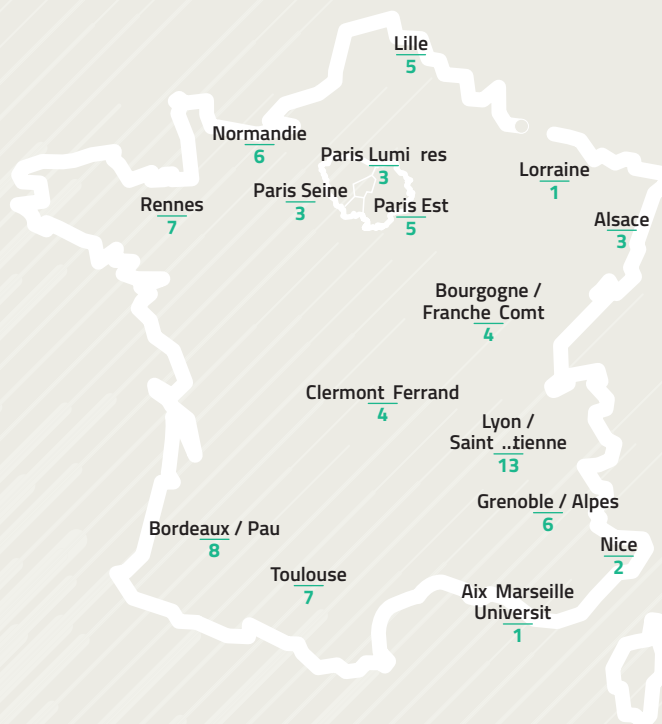 Lille
5
Normandie
6
Paris Lumi res
3
Lorraine
1
Paris Seine
3
Paris Est
5
Rennes
7
Alsace
3
Bourgogne /
Franche Comt
4
Clermont Ferrand
4
Lyon /
Saint ..tienne
13
Grenoble / Alpes
6
Bordeaux / Pau
8
Nice
2
Toulouse
7
Aix Marseille
Universit
1